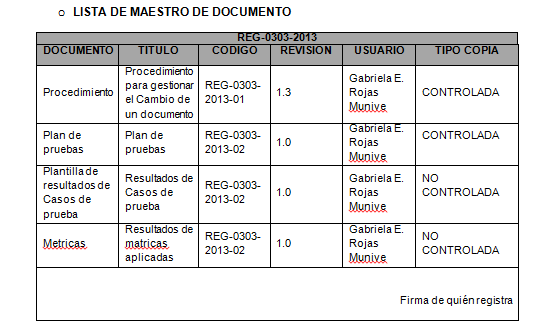 o LISTA DE MAESTRO DE DOCUMENTO
REG-0303-2013
DOCUMENTO TITULO CODIGO REVISION USUARIO TIPO COPIA
Procedimiento
Procedimiento
para gestionar
el Cambio de
un documento
REG-0303-
2013-01
1.3
Gabriela E.
Rojas
Munive
CONTROLADA
Plan de
pruebas
Plan de
pruebas
REG-0303-
2013-02
1.0
Gabriela E.
Rojas
Munive
CONTROLADA
Plantilla de
resultados de
Casos de
prueba
Resultados de
Casos de
prueba
REG-0303-
2013-02
1.0
Gabriela E.
Rojas
Munive
NO
CONTROLADA
Metricas
Resultados de
matricas
aplicadas
REG-0303-
2013-02
1.0
Gabriela E.
Rojas
Munive
NO
CONTROLADA
Firma de quién registra